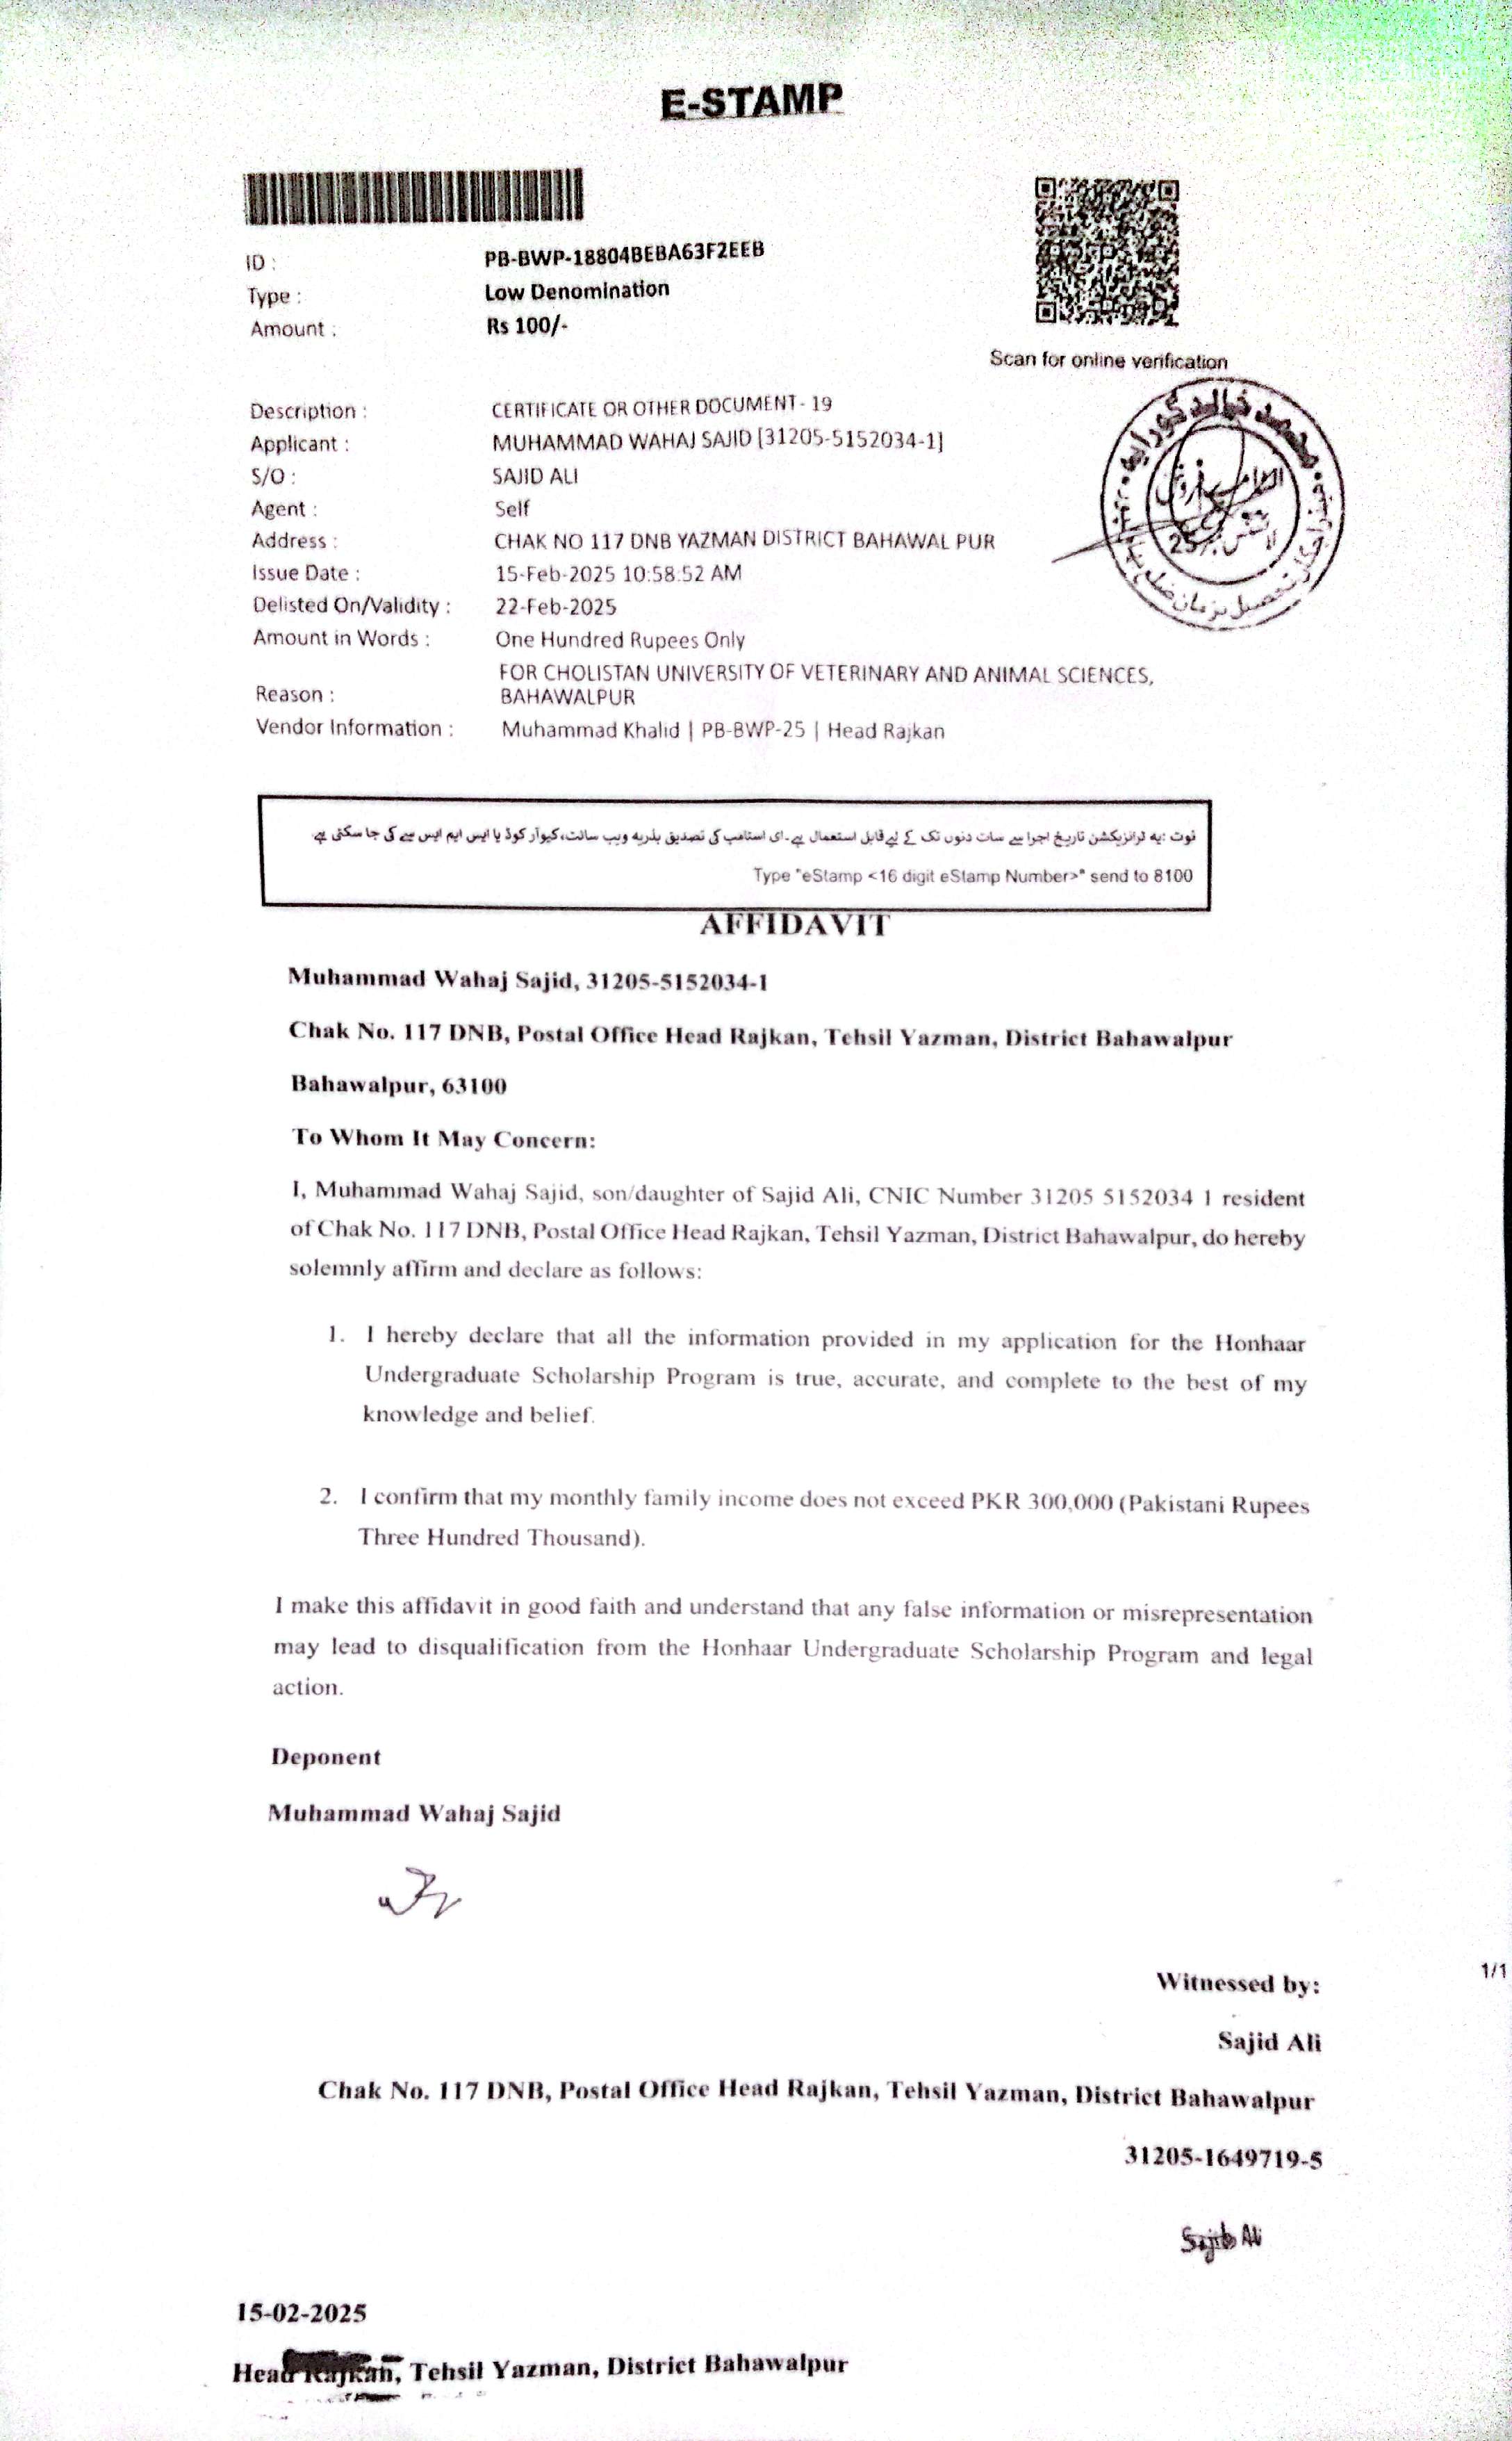 E-STAMP
ID : PB-BWP-18804BEBA63F2EEB
Type : Low Denomination
Amount : Rs 100/-
Scan for online verification
Description : CERTIFICATE OR OTHER DOCUMENT - 19
Applicant : MUHAMMAD WAHAJ SAJID [31205-5152034-1]
S/O : SAJID ALI
Agent : Self
Address : CHAK NO 117 DNB YAZMAN DISTRICT BAHAWAL PUR
Issue Date : 15-Feb-2025 10:58:52 AM
Delisted On/Validity : 22-Feb-2025
Amount in Words : One Hundred Rupees Only
Reason : FOR CHOLISTAN UNIVERSITY OF VETERINARY AND ANIMAL SCIENCES,
BAHAWALPUR
Vendor Information : Muhammad Khalid | PB-BWP-25 | Head Rajkan
نوٹ :یہ ٹرانزیکشن تاریخ اجرا سے سات دنوں تک کے لیے قابل استعمال ہے۔ای اسٹامپ کی تصدیق بذریعہ ویب سائٹ،کیوآر کوڈ یا ایس ایم ایس سے کی جا سکتی ہے
Type "eStamp <16 digit eStamp Number>" send to 8100
AFFIDAVIT
Muhammad Wahaj Sajid, 31205-5152034-1
Chak No. 117 DNB, Postal Office Head Rajkan, Tehsil Yazman, District Bahawalpur
Bahawalpur, 63100
To Whom It May Concern:
I, Muhammad Wahaj Sajid, son/daughter of Sajid Ali, CNIC Number 31205 5152034 1 resident
of Chak No. 117 DNB, Postal Office Head Rajkan, Tehsil Yazman, District Bahawalpur, do hereby
solemnly affirm and declare as follows:
1. I hereby declare that all the information provided in my application for the Honhaar
Undergraduate Scholarship Program is true, accurate, and complete to the best of my
knowledge and belief.
2. I confirm that my monthly family income does not exceed PKR 300,000 (Pakistani Rupees
Three Hundred Thousand).
I make this affidavit in good faith and understand that any false information or misrepresentation
may lead to disqualification from the Honhaar Undergraduate Scholarship Program and legal
action.
Deponent
Muhammad Wahaj Sajid
Witnessed by:
1/1
Sajid Ali
Chak No. 117 DNB, Postal Office Head Rajkan, Tehsil Yazman, District Bahawalpur
31205-1649719-5
Sajid Ali
15-02-2025
Head Rajkan, Tehsil Yazman, District Bahawalpur